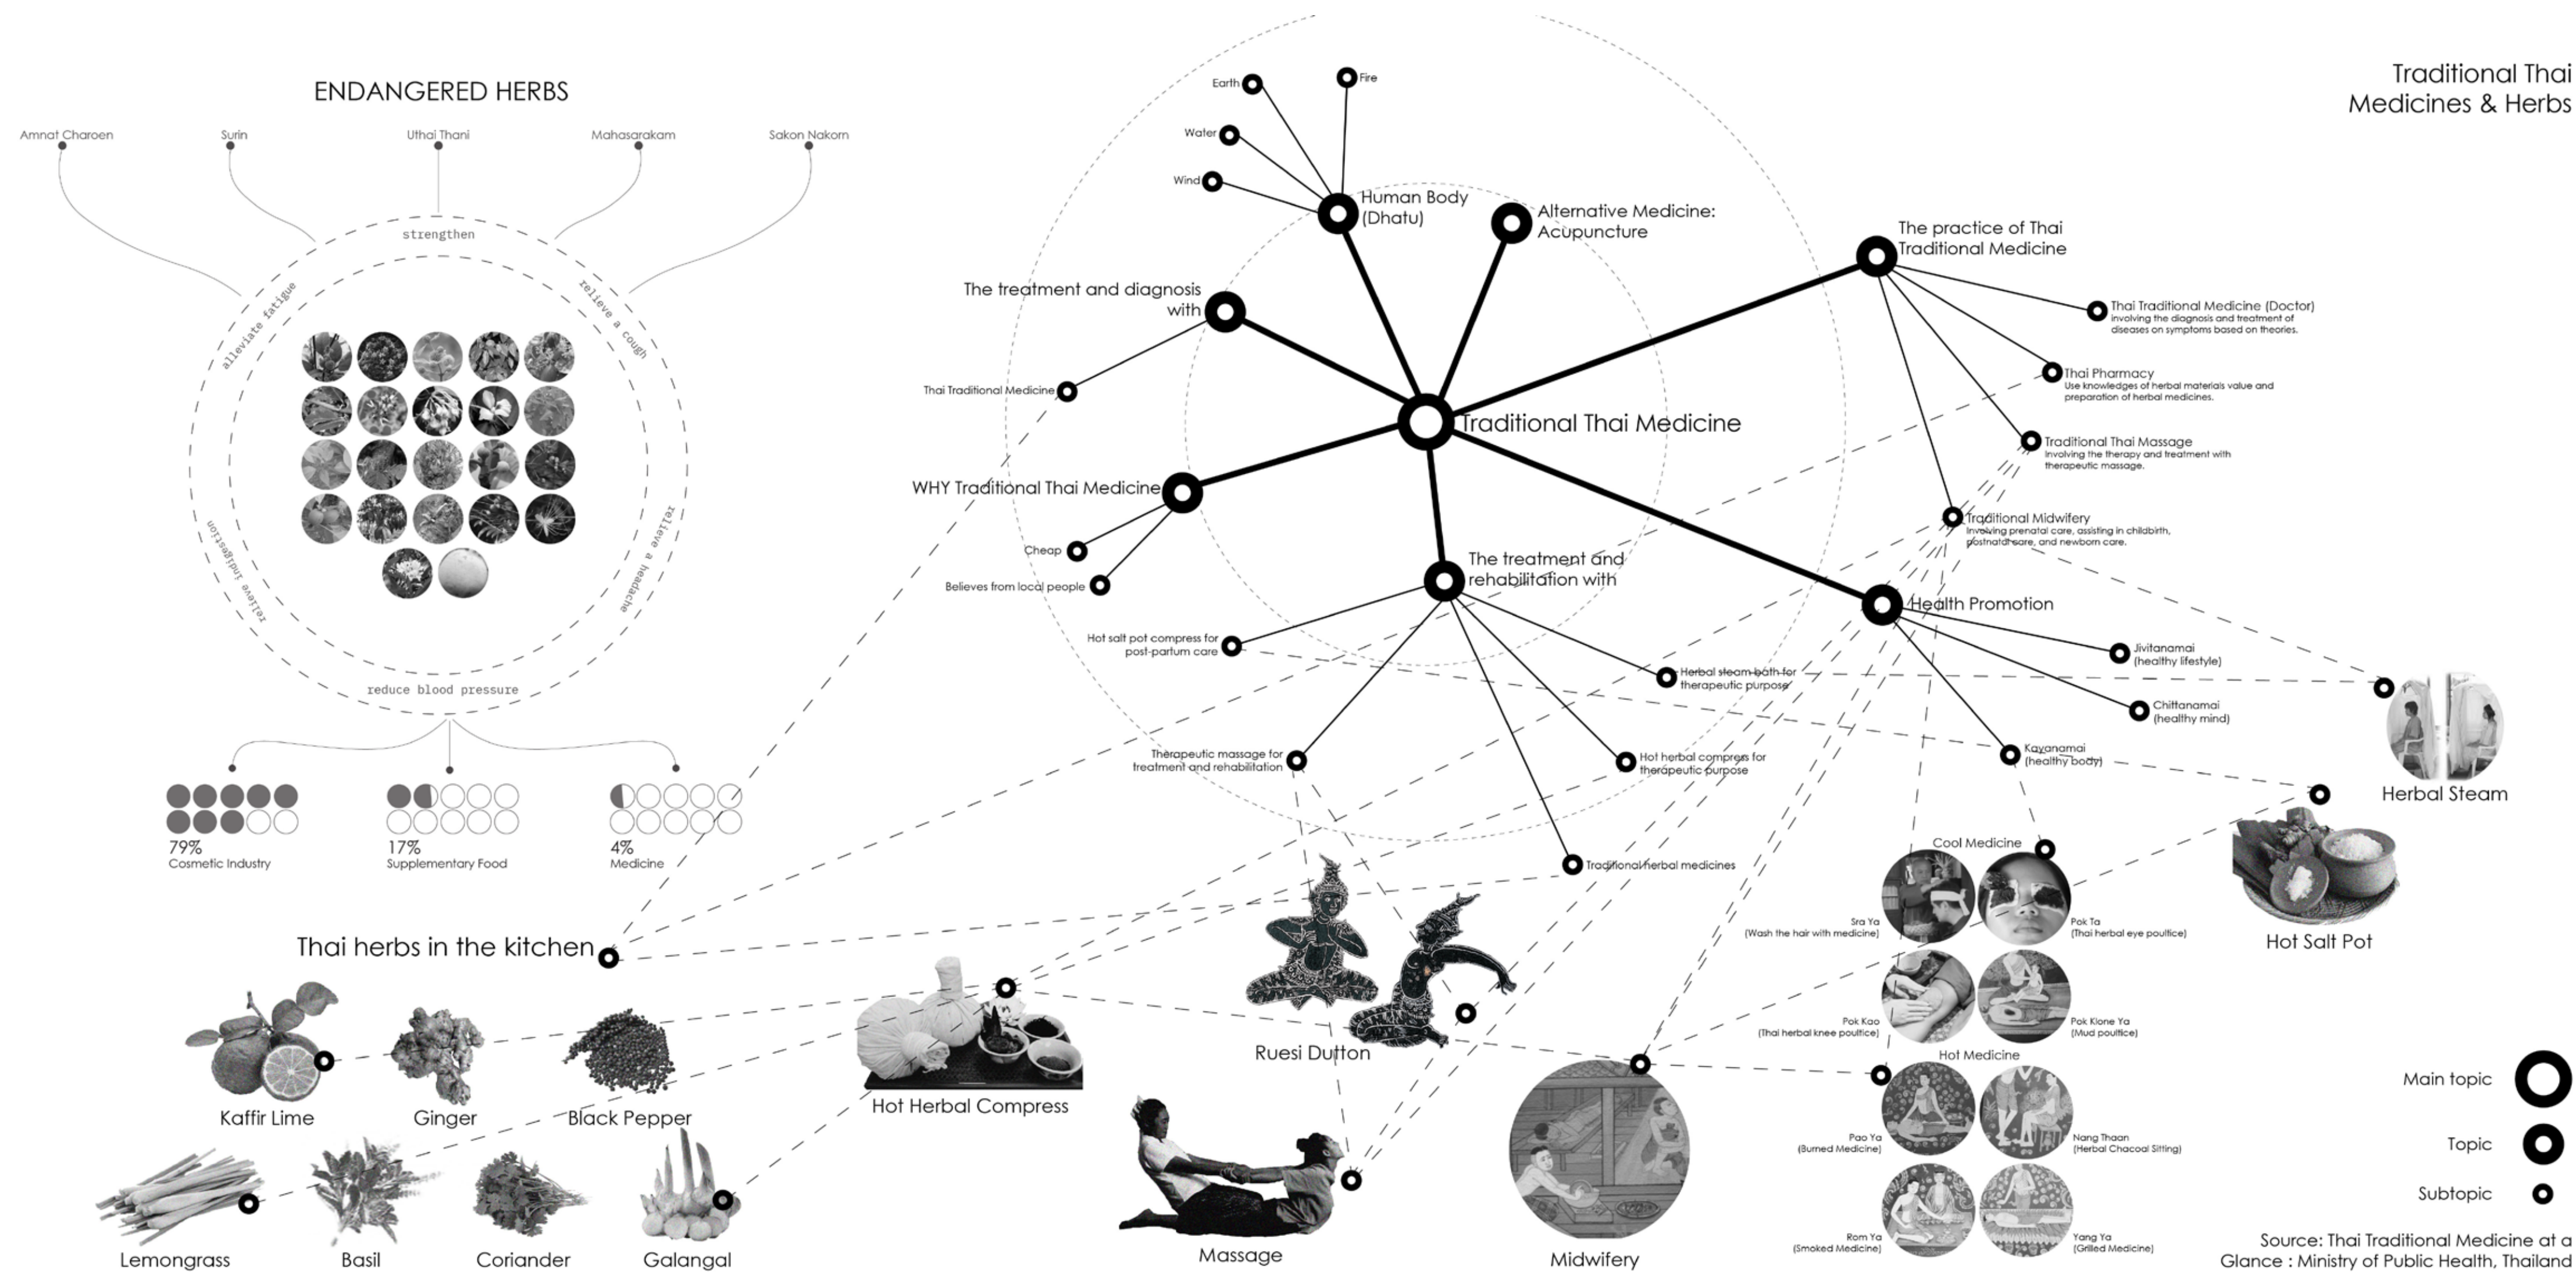 Traditional Thai
Medicines & Herbs
ENDANGERED HERBS
Amnat Charoen
Surin
Uthai Thani
Mahasarakam
Sakon Nakorn
strengthen
alleviate fatigue
relieve a cough
relieve indigestion
relieve a headache
reduce blood pressure
79%
Cosmetic Industry
17%
Supplementary Food
4%
Medicine
Earth
Fire
Water
Wind
Human Body
(Dhatu)
Alternative Medicine:
Acupuncture
The treatment and diagnosis
with
Thai Traditional Medicine
Traditional Thai Medicine
WHY Traditional Thai Medicine
Cheap
Believes from local people
The treatment and
rehabilitation with
Hot salt pot compress for
post-partum care
Herbal steam bath for
therapeutic purpose
Therapeutic massage for
treatment and rehabilitation
Hot herbal compress for
therapeutic purpose
Traditional herbal medicines
The practice of Thai
Traditional Medicine
Thai Traditional Medicine (Doctor)
involving the diagnosis and treatment of
diseases on symptoms based on theories.
Thai Pharmacy
Use knowledges of herbal materials value and
preparation of herbal medicines.
Traditional Thai Massage
Involving the therapy and treatment with
therapeutic massage.
Traditional Midwifery
Involving prenatal care, assisting in childbirth,
postnatal care, and newborn care.
Health Promotion
Jivitanamai
(healthy lifestyle)
Chittanamai
(healthy mind)
Kayanamai
(healthy body)
Herbal Steam
Hot Salt Pot
Thai herbs in the kitchen
Kaffir Lime
Ginger
Black Pepper
Lemongrass
Basil
Coriander
Galangal
Hot Herbal Compress
Ruesi Dutton
Massage
Midwifery
Cool Medicine
Sra Ya
(Wash the hair with medicine)
Pok Ta
(Thai herbal eye poultice)
Pok Kao
(Thai herbal knee poultice)
Pok Klone Ya
(Mud poultice)
Hot Medicine
Pao Ya
(Burned Medicine)
Nang Thaan
(Herbal Chacoal Sitting)
Rom Ya
(Smoked Medicine)
Yang Ya
(Grilled Medicine)
Main topic
Topic
Subtopic
Source: Thai Traditional Medicine at a
Glance : Ministry of Public Health, Thailand